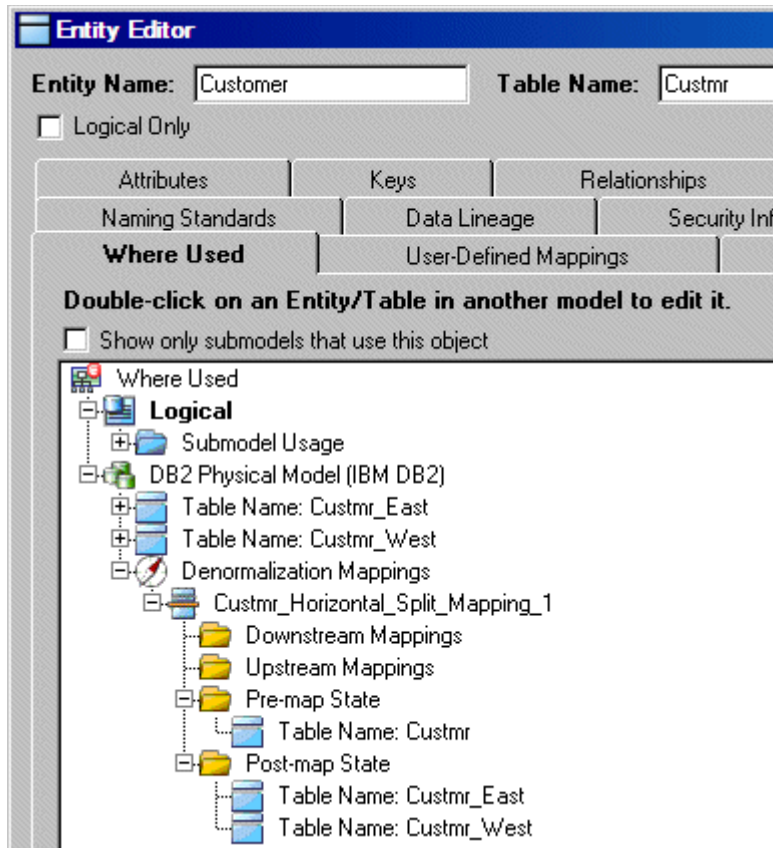 Entity Editor
Entity Name: Customer Table Name: Custmr
Logical Only
Attributes Keys Relationships
Naming Standards Data Lineage Security Inf
Where Used User-Defined Mappings
Double-click on an Entity/Table in another model to edit it.
Show only submodels that use this object
Where Used
Logical
Submodel Usage
DB2 Physical Model (IBM DB2)
Table Name: Custmr_East
Table Name: Custmr_West
Denormalization Mappings
Custmr_Horizontal_Split_Mapping_1
Downstream Mappings
Upstream Mappings
Pre-map State
Table Name: Custmr
Post-map State
Table Name: Custmr_East
Table Name: Custmr_West